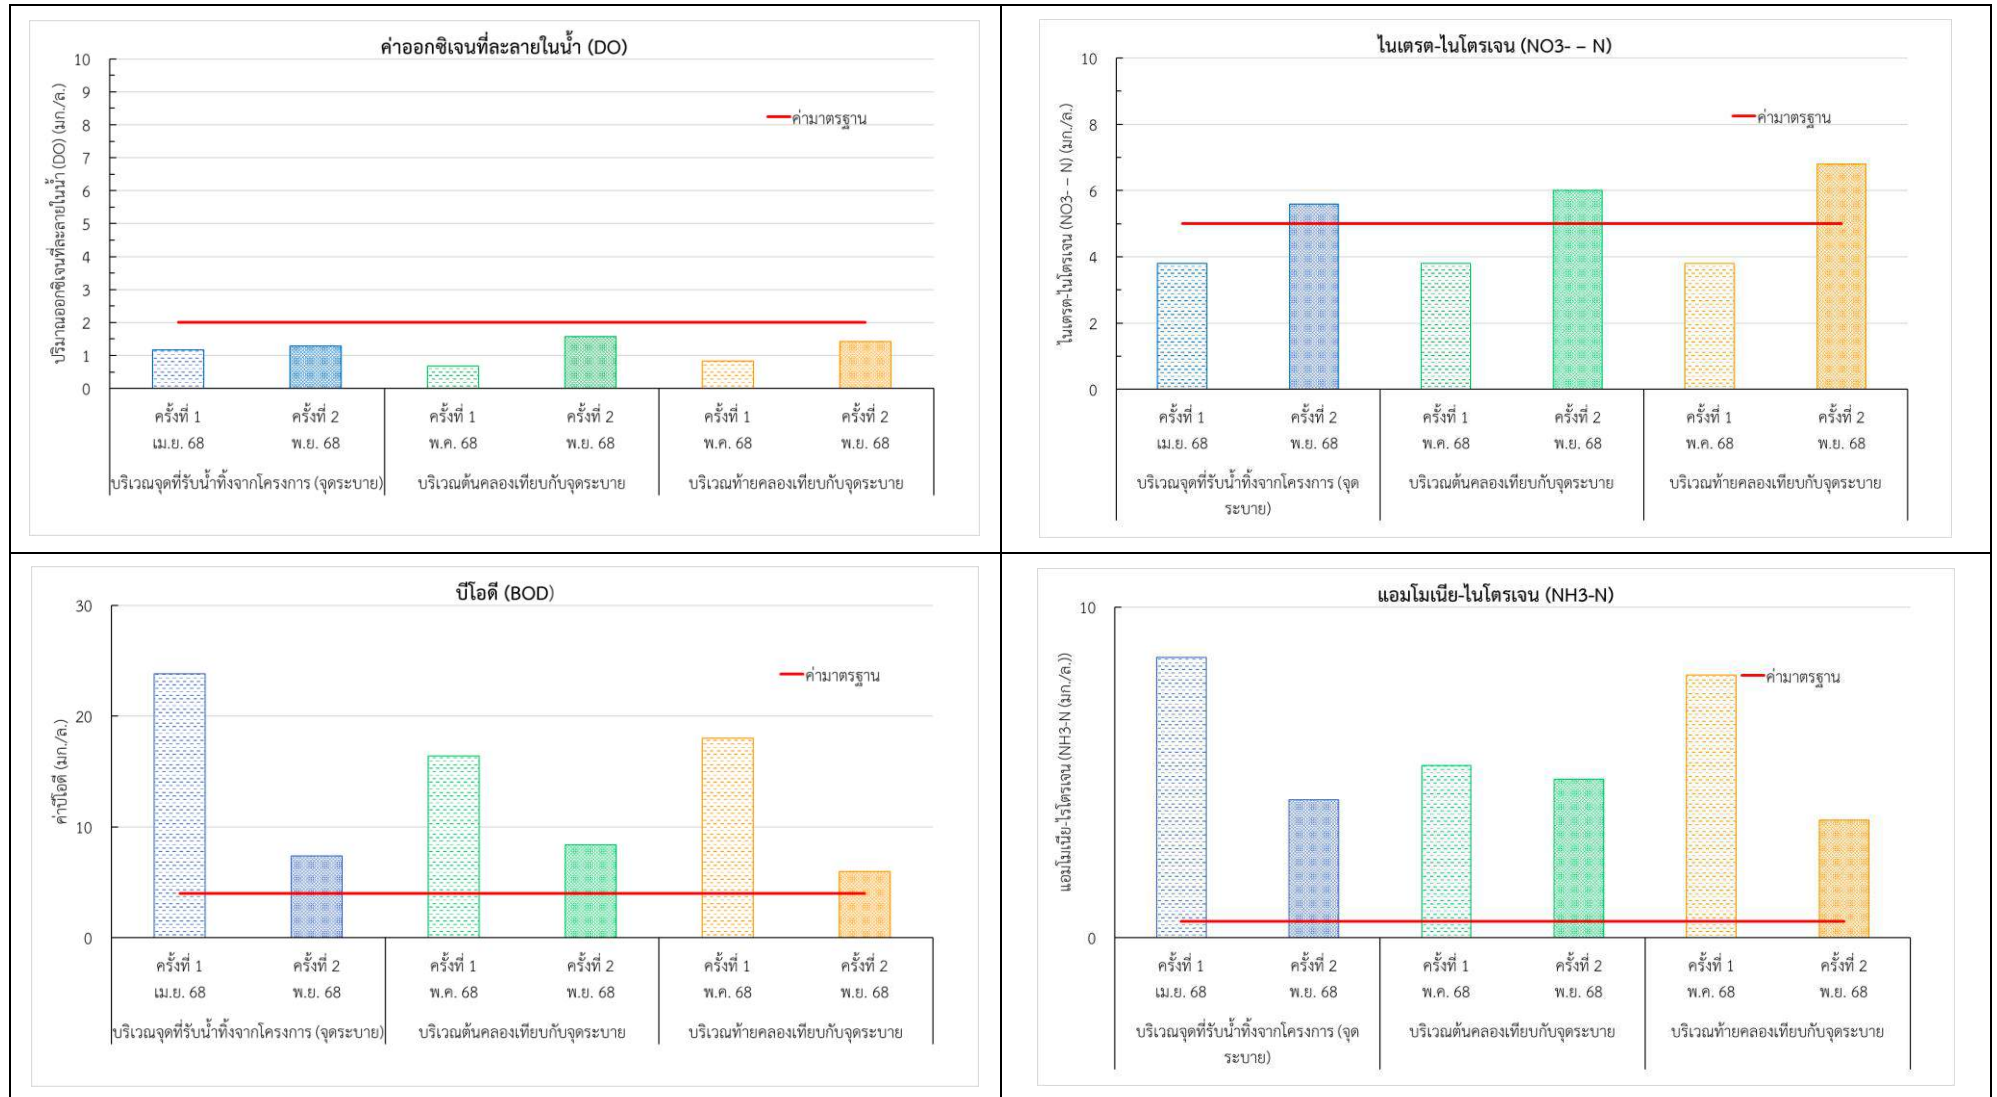 ค่าออกซิเจนที่ละลายในน้ำ (DO)
ปริมาณออกซิเจนที่ละลายในน้ำ (DO) (มก./ล.)
10
9
8
7
6
5
4
3
2
1
0
ค่ามาตรฐาน
ครั้งที่ 1 ครั้งที่ 2 ครั้งที่ 1 ครั้งที่ 2 ครั้งที่ 1 ครั้งที่ 2
เม.ย. 68 พ.ย. 68 พ.ค. 68 พ.ย. 68 พ.ค. 68 พ.ย. 68
บริเวณจุดที่รับน้ำทิ้งจากโครงการ (จุดระบาย) บริเวณต้นคลองเทียบกับจุดระบาย บริเวณท้ายคลองเทียบกับจุดระบาย
ไนเตรต-ไนโตรเจน (NO3- – N)
ไนเตรต-ไนโตรเจน (NO3- – N) (มก./ล.)
10
8
6
4
2
0
ค่ามาตรฐาน
ครั้งที่ 1 ครั้งที่ 2 ครั้งที่ 1 ครั้งที่ 2 ครั้งที่ 1 ครั้งที่ 2
เม.ย. 68 พ.ย. 68 พ.ค. 68 พ.ย. 68 พ.ค. 68 พ.ย. 68
บริเวณจุดที่รับน้ำทิ้งจากโครงการ (จุด บริเวณต้นคลองเทียบกับจุดระบาย บริเวณท้ายคลองเทียบกับจุดระบาย
ระบาย)
บีโอดี (BOD)
ค่าบีโอดี (มก./ล.)
30
20
10
0
ค่ามาตรฐาน
ครั้งที่ 1 ครั้งที่ 2 ครั้งที่ 1 ครั้งที่ 2 ครั้งที่ 1 ครั้งที่ 2
เม.ย. 68 พ.ย. 68 พ.ค. 68 พ.ย. 68 พ.ค. 68 พ.ย. 68
บริเวณจุดที่รับน้ำทิ้งจากโครงการ (จุดระบาย) บริเวณต้นคลองเทียบกับจุดระบาย บริเวณท้ายคลองเทียบกับจุดระบาย
แอมโมเนีย-ไนโตรเจน (NH3-N)
แอมโมเนีย-ไรโตรเจน (NH3-N (มก./ล.))
10
0
ค่ามาตรฐาน
ครั้งที่ 1 ครั้งที่ 2 ครั้งที่ 1 ครั้งที่ 2 ครั้งที่ 1 ครั้งที่ 2
เม.ย. 68 พ.ย. 68 พ.ค. 68 พ.ย. 68 พ.ค. 68 พ.ย. 68
บริเวณจุดที่รับน้ำทิ้งจากโครงการ (จุด บริเวณต้นคลองเทียบกับจุดระบาย บริเวณท้ายคลองเทียบกับจุดระบาย
ระบาย)